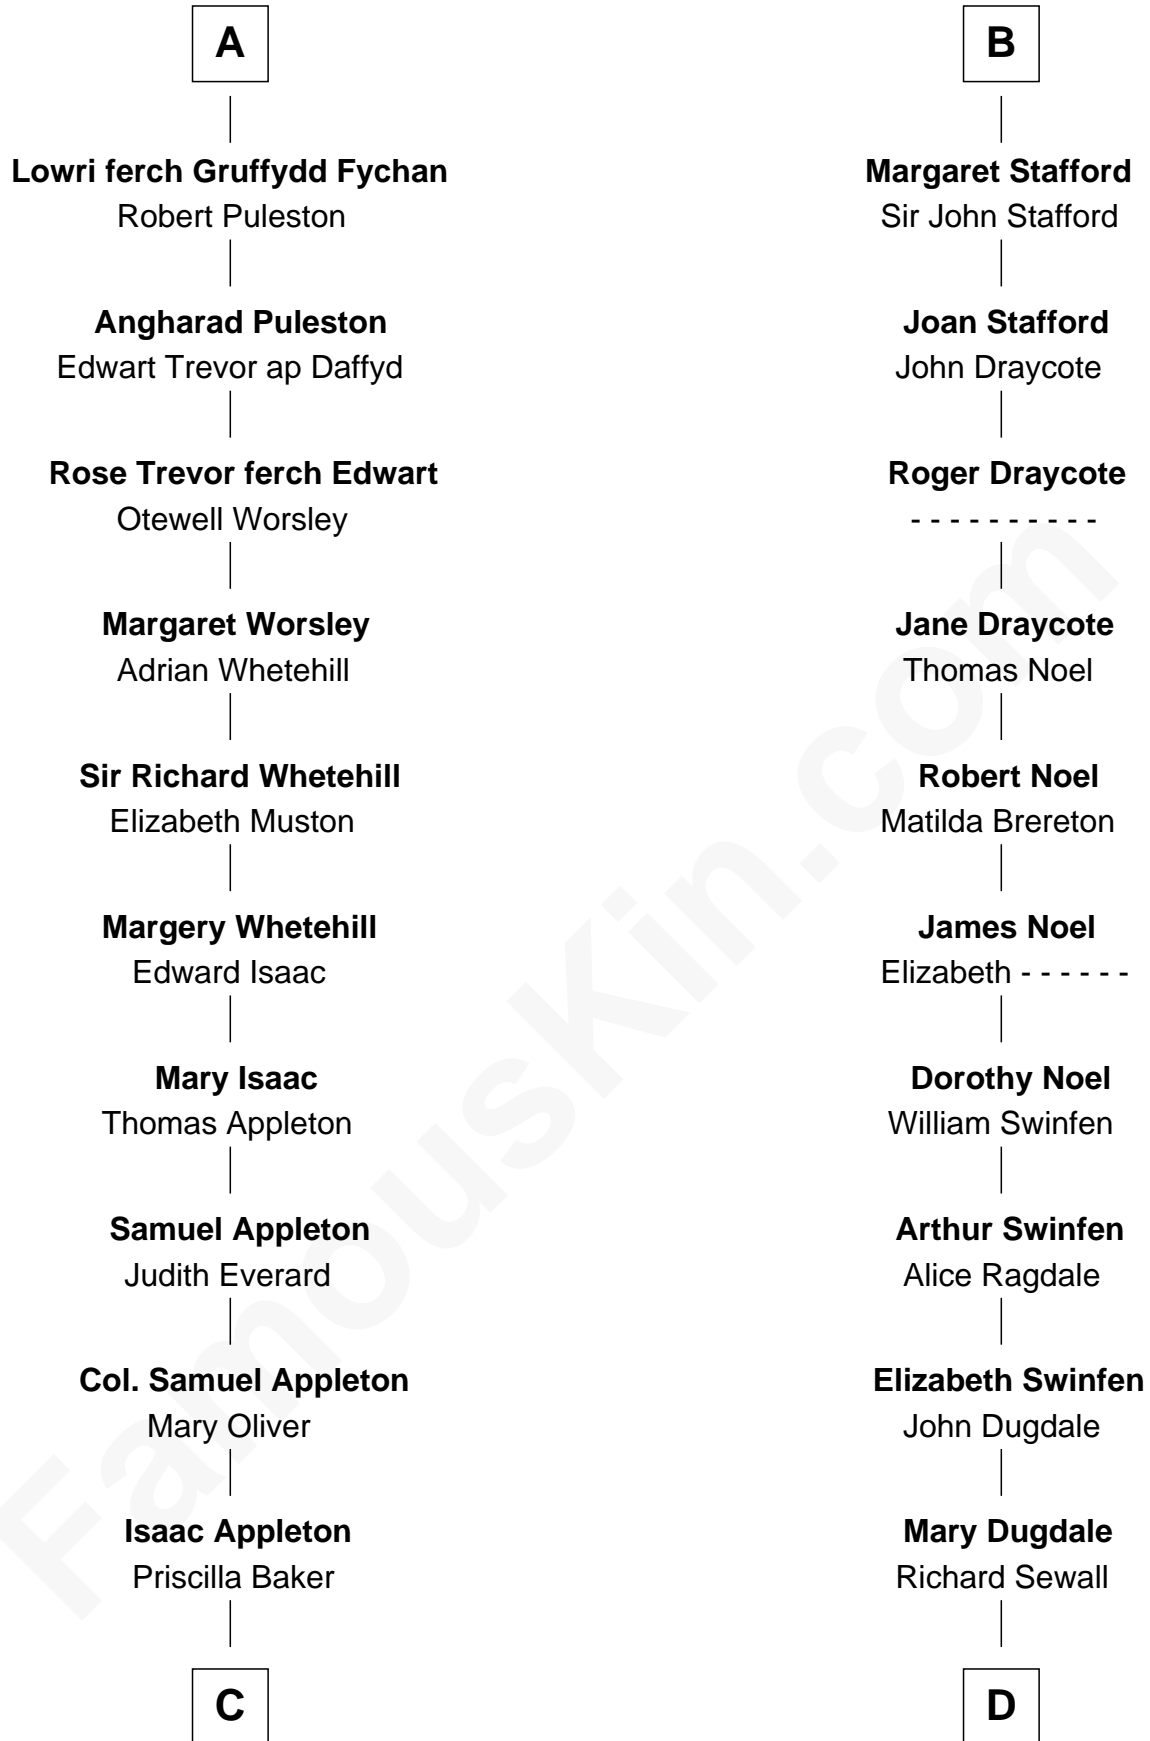 A
Lowri ferch Gruffydd Fychan
Robert Puleston
Angharad Puleston
Edwart Trevor ap Daffyd
Rose Trevor ferch Edwart
Otewell Worsley
Margaret Worsley
Adrian Whetehill
Sir Richard Whetehill
Elizabeth Muston
Margery Whetehill
Edward Isaac
Mary Isaac
Thomas Appleton
Samuel Appleton
Judith Everard
Col. Samuel Appleton
Mary Oliver
Isaac Appleton
Priscilla Baker
C
B
Margaret Stafford
Sir John Stafford
Joan Stafford
John Draycote
Roger Draycote
- - - - - - - - - -
Jane Draycote
Thomas Noel
Robert Noel
Matilda Brereton
James Noel
Elizabeth - - - - - -
Dorothy Noel
William Swinfen
Arthur Swinfen
Alice Ragdale
Elizabeth Swinfen
John Dugdale
Mary Dugdale
Richard Sewall
D
FamousKin.com